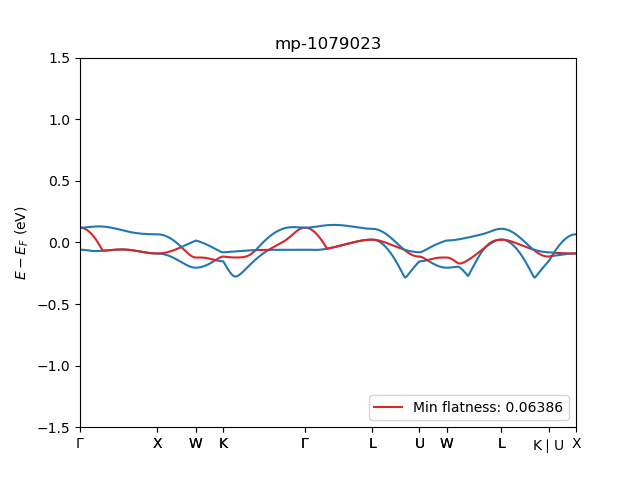 mp-1079023
1.5
1.0
0.5
0.0
−0.5
−1.0
−1.5
E − E_F (eV)
Min flatness: 0.06386
Γ X W K Γ L U W L K | U X